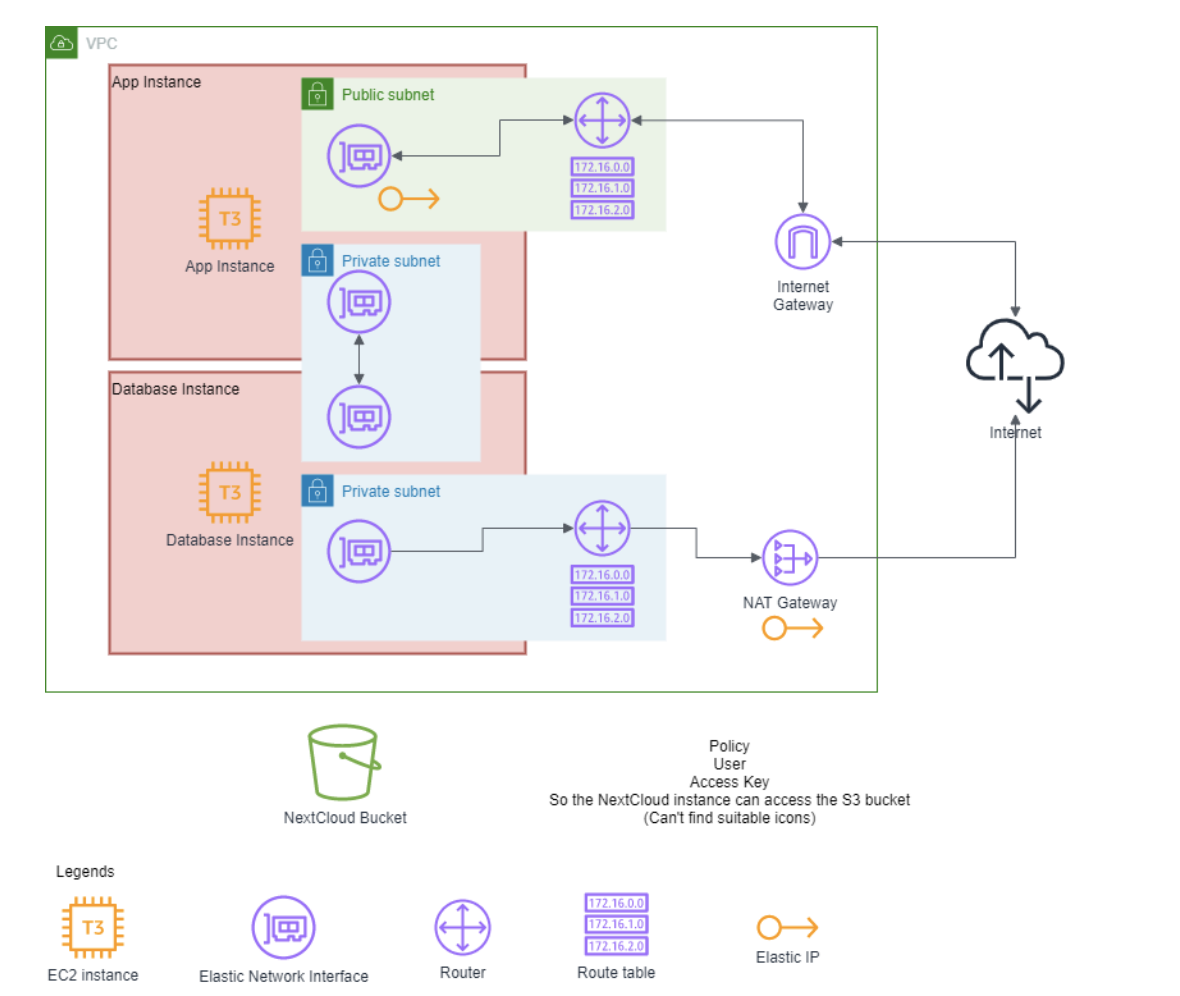 VPC
App Instance
Public subnet
172.16.0.0
172.16.1.0
172.16.2.0
T3
App Instance
Private subnet
Internet
Gateway
Internet
Database Instance
T3
Database Instance
Private subnet
172.16.0.0
172.16.1.0
172.16.2.0
NAT Gateway
NextCloud Bucket
Policy
User
Access Key
So the NextCloud instance can access the S3 bucket
(Can't find suitable icons)
Legends
T3
EC2 instance
Elastic Network Interface
Router
172.16.0.0
172.16.1.0
172.16.2.0
Route table
Elastic IP